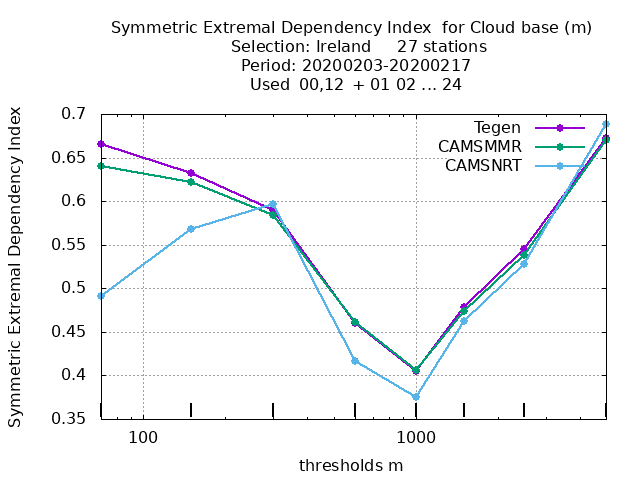 Symmetric Extremal Dependency Index  for Cloud base (m)
Selection: Ireland     27 stations
Period: 20200203-20200217
Used  00,12  + 01 02 ... 24
Symmetric Extremal Dependency Index
0.7
0.65
0.6
0.55
0.5
0.45
0.4
0.35
Tegen
CAMSMMR
CAMSNRT
100
1000
thresholds m